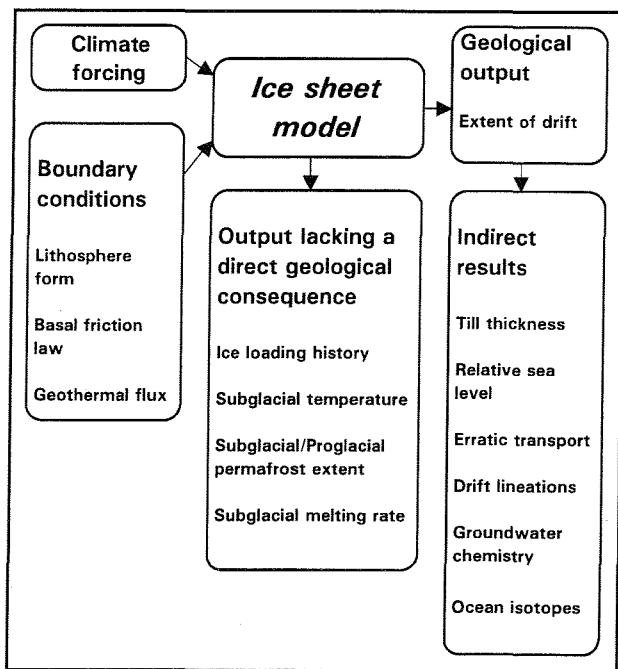 Climate
forcing
Ice sheet
model
Geological
output
Extent of drift
Boundary
conditions
Lithosphere
form
Basal friction
law
Geothermal flux
Output lacking a
direct geological
consequence
Ice loading history
Subglacial temperature
Subglacial/Proglacial
permafrost extent
Subglacial melting rate
Indirect
results
Till thickness
Relative sea
level
Erratic transport
Drift lineations
Groundwater
chemistry
Ocean isotopes